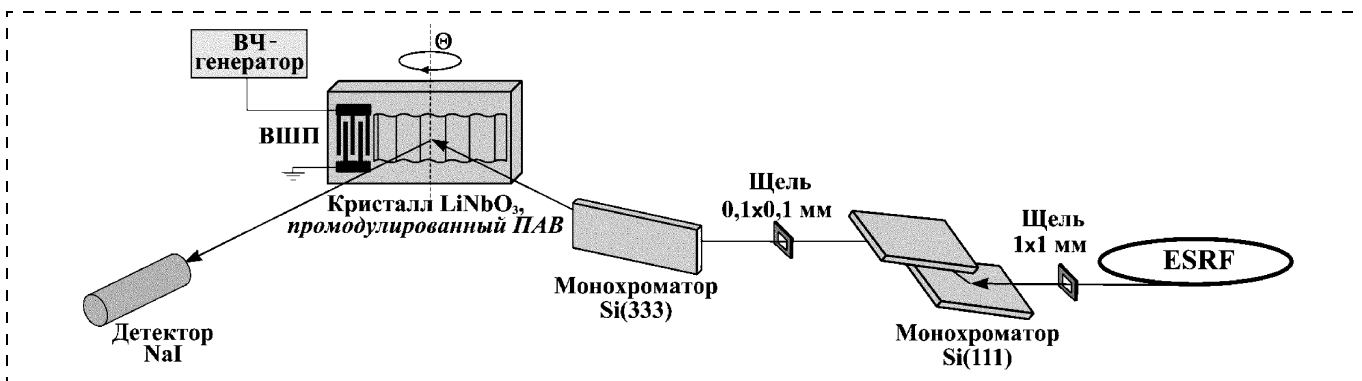 ВЧ-
генератор
Θ
ВШП
Кристалл LiNbO₃,
промодулированный ПАВ
Детектор
NaI
Монохроматор
Si(333)
Щель
0,1x0,1 мм
Монохроматор
Si(111)
Щель
1x1 мм
ESRF